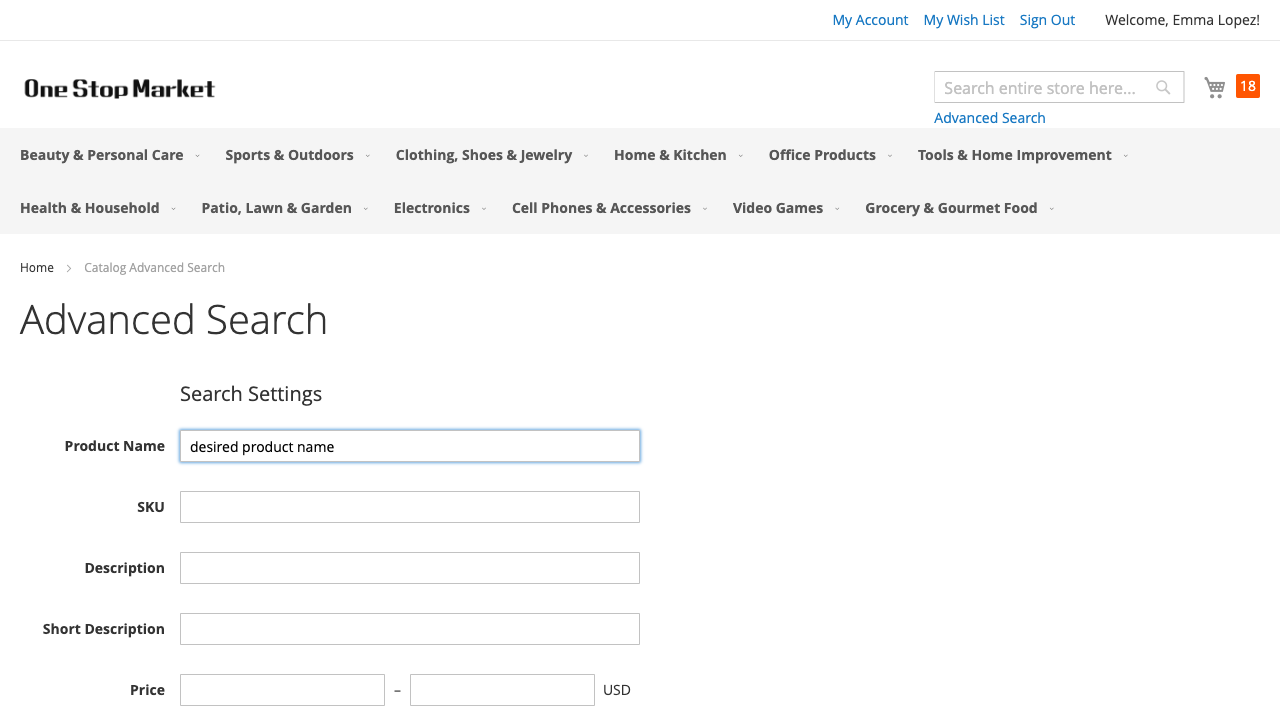 My Account My Wish List Sign Out Welcome, Emma Lopez!
One Stop Market
Search entire store here...
18
Advanced Search
Beauty & Personal Care Sports & Outdoors Clothing, Shoes & Jewelry Home & Kitchen Office Products Tools & Home Improvement
Health & Household Patio, Lawn & Garden Electronics Cell Phones & Accessories Video Games Grocery & Gourmet Food
Home Catalog Advanced Search
Advanced Search
Search Settings
Product Name desired product name
SKU
Description
Short Description
Price – USD